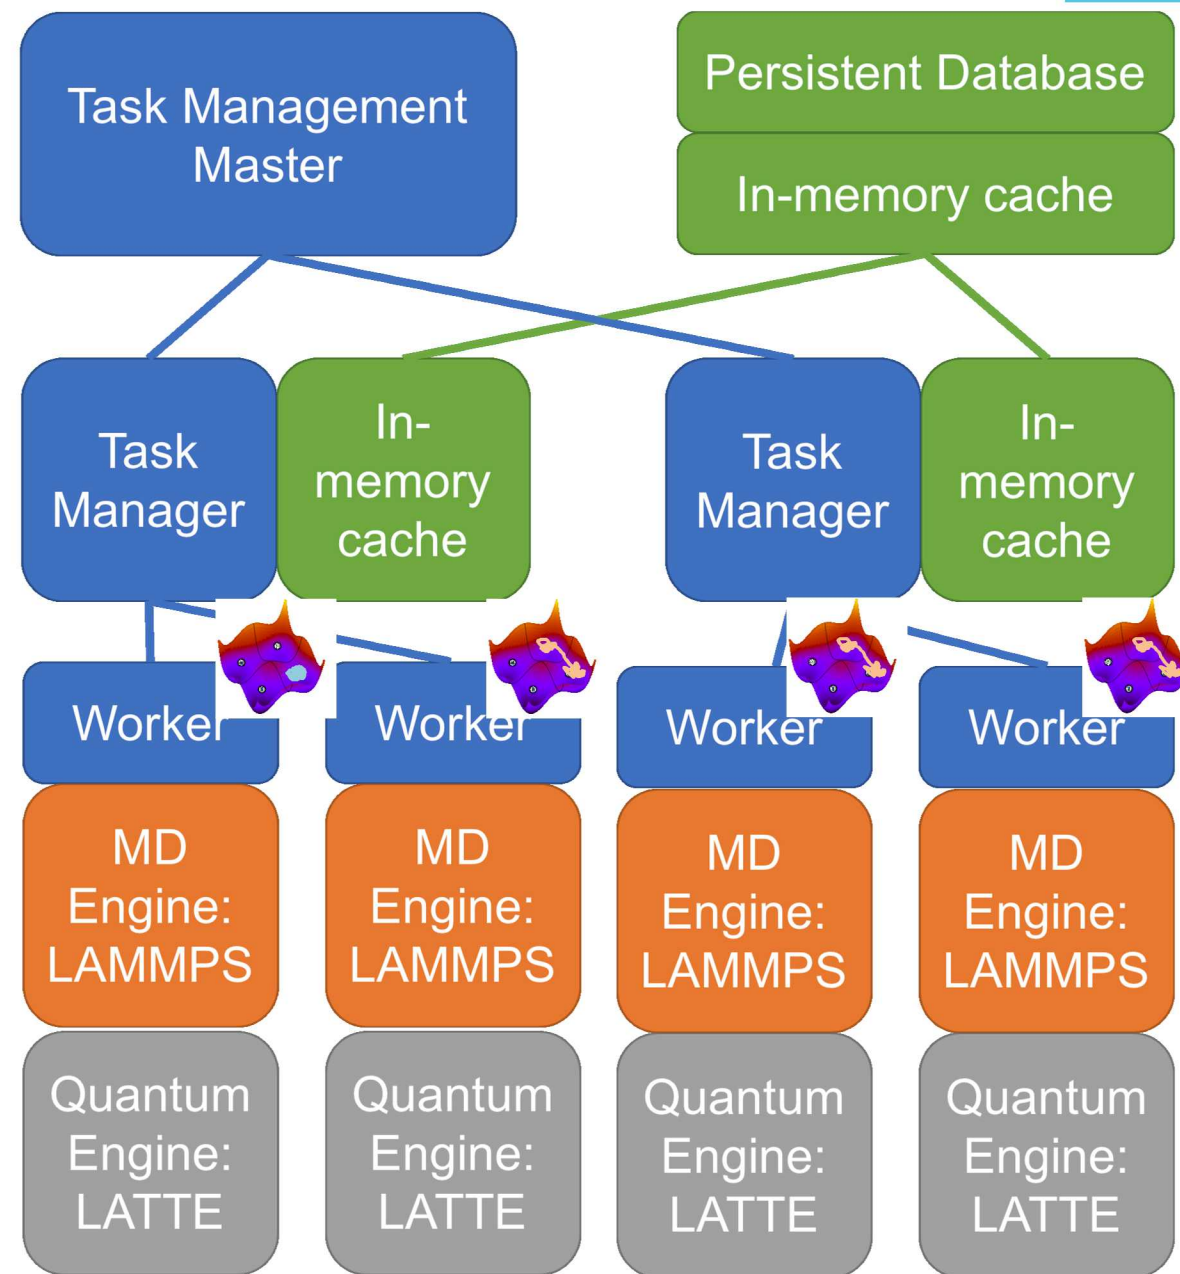 Task Management
Master
Persistent Database
In-memory cache
Task
Manager
In-
memory
cache
Task
Manager
In-
memory
cache
Worker
Worker
Worker
Worker
MD
Engine:
LAMMPS
MD
Engine:
LAMMPS
MD
Engine:
LAMMPS
MD
Engine:
LAMMPS
Quantum
Engine:
LATTE
Quantum
Engine:
LATTE
Quantum
Engine:
LATTE
Quantum
Engine:
LATTE